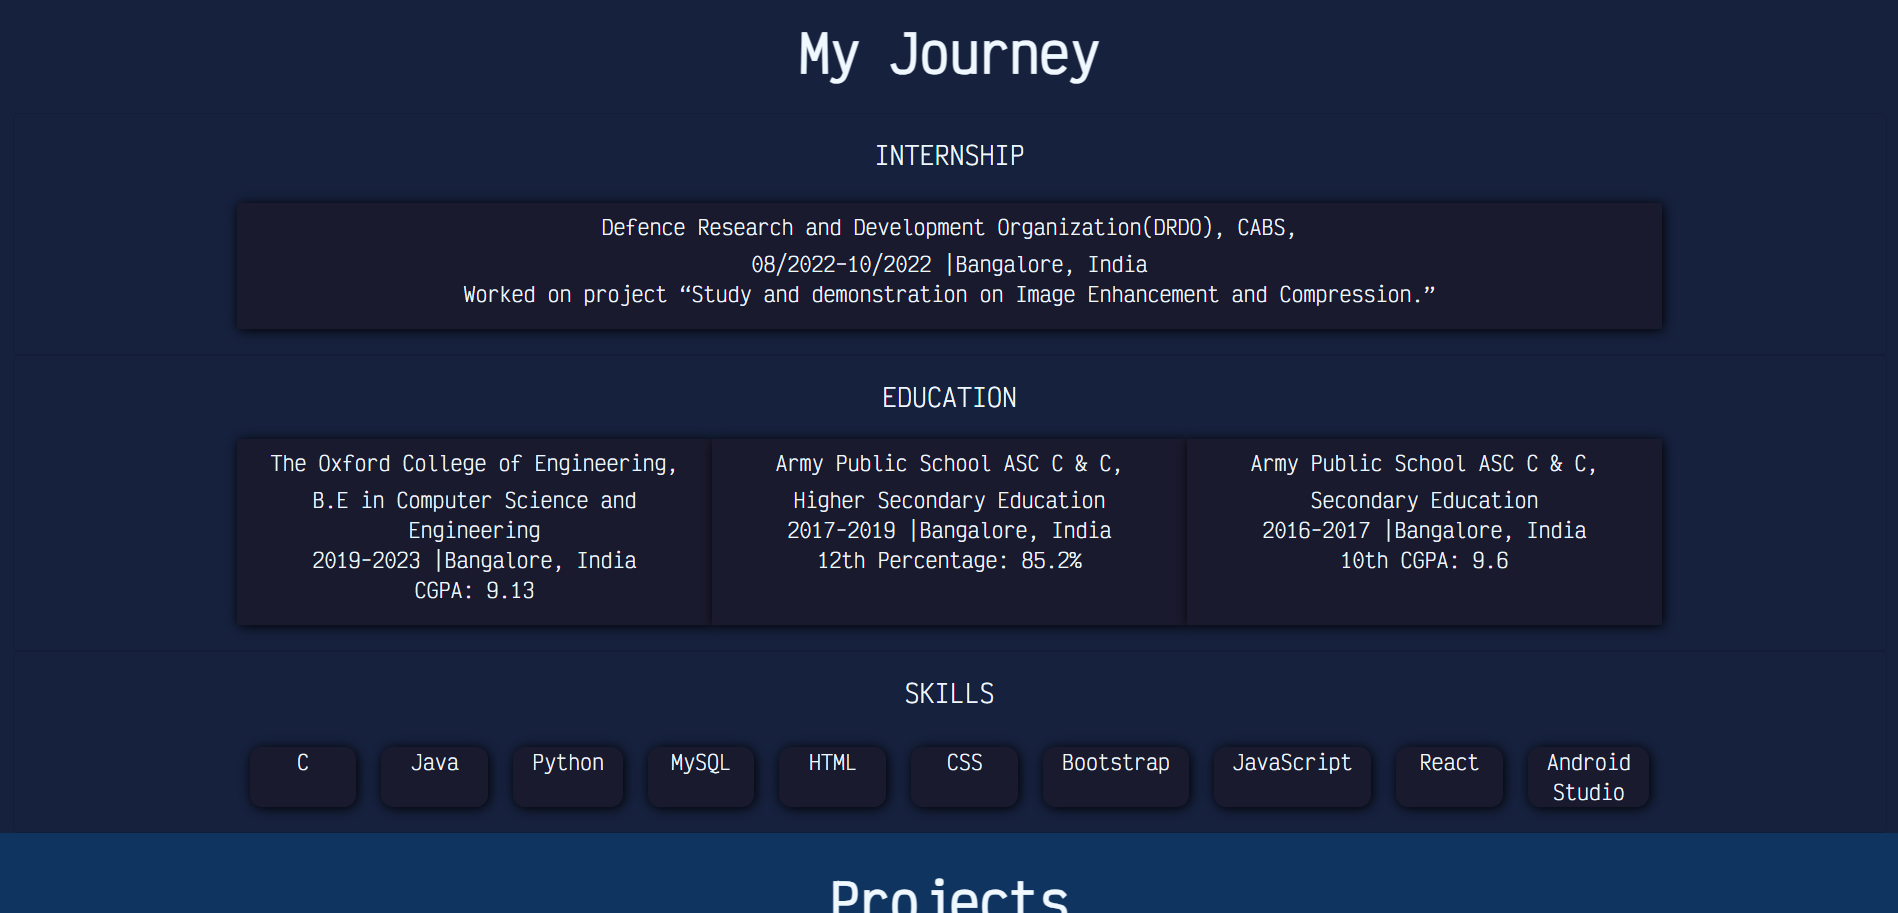 My Journey
INTERNSHIP
Defence Research and Development Organization(DRDO), CABS,
08/2022-10/2022 |Bangalore, India
Worked on project “Study and demonstration on Image Enhancement and Compression.”
EDUCATION
The Oxford College of Engineering,
B.E in Computer Science and
Engineering
2019-2023 |Bangalore, India
CGPA: 9.13
Army Public School ASC C & C,
Higher Secondary Education
2017-2019 |Bangalore, India
12th Percentage: 85.2%
Army Public School ASC C & C,
Secondary Education
2016-2017 |Bangalore, India
10th CGPA: 9.6
SKILLS
C
Java
Python
MySQL
HTML
CSS
Bootstrap
JavaScript
React
Android
Studio
Projects